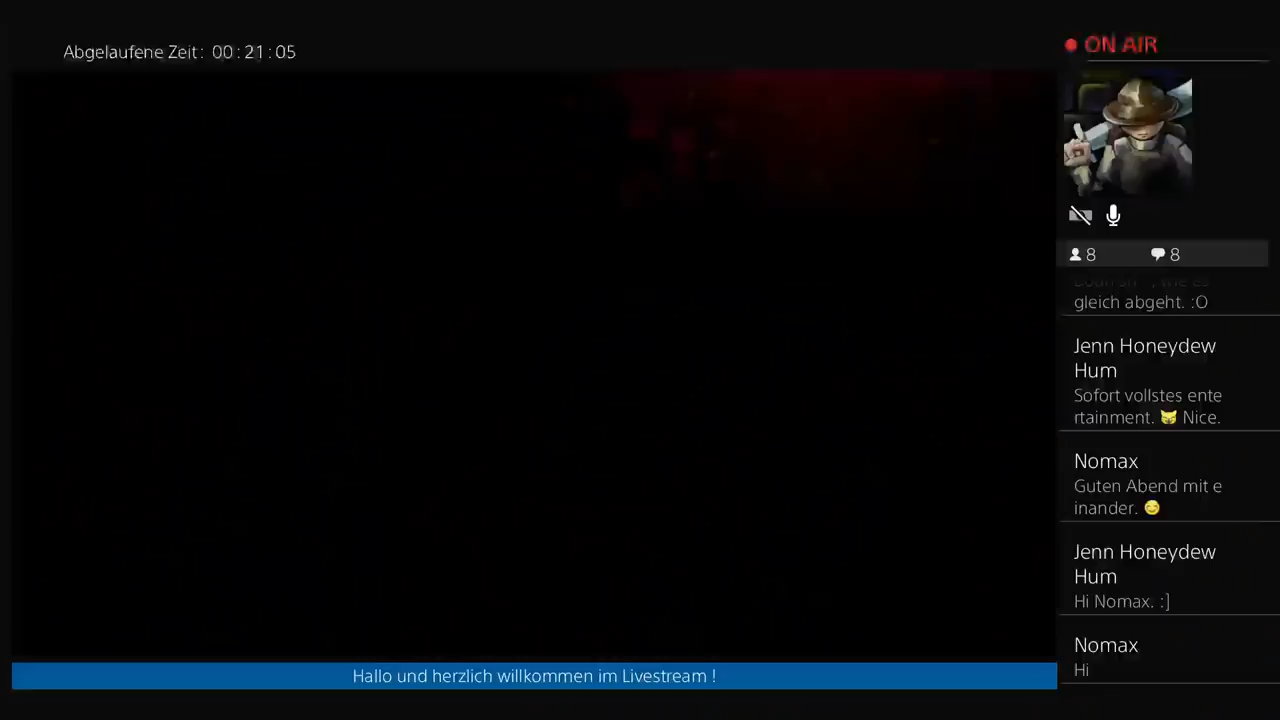 Abgelaufene Zeit: 00:21:05
ON AIR
8 8
gleich abgeht. :O
Jenn Honeydew
Hum
Sofort vollstes ente
rtainment. 😸 Nice.
Nomax
Guten Abend mit e
inander. 😊
Jenn Honeydew
Hum
Hi Nomax. :]
Nomax
Hi
Hallo und herzlich willkommen im Livestream !